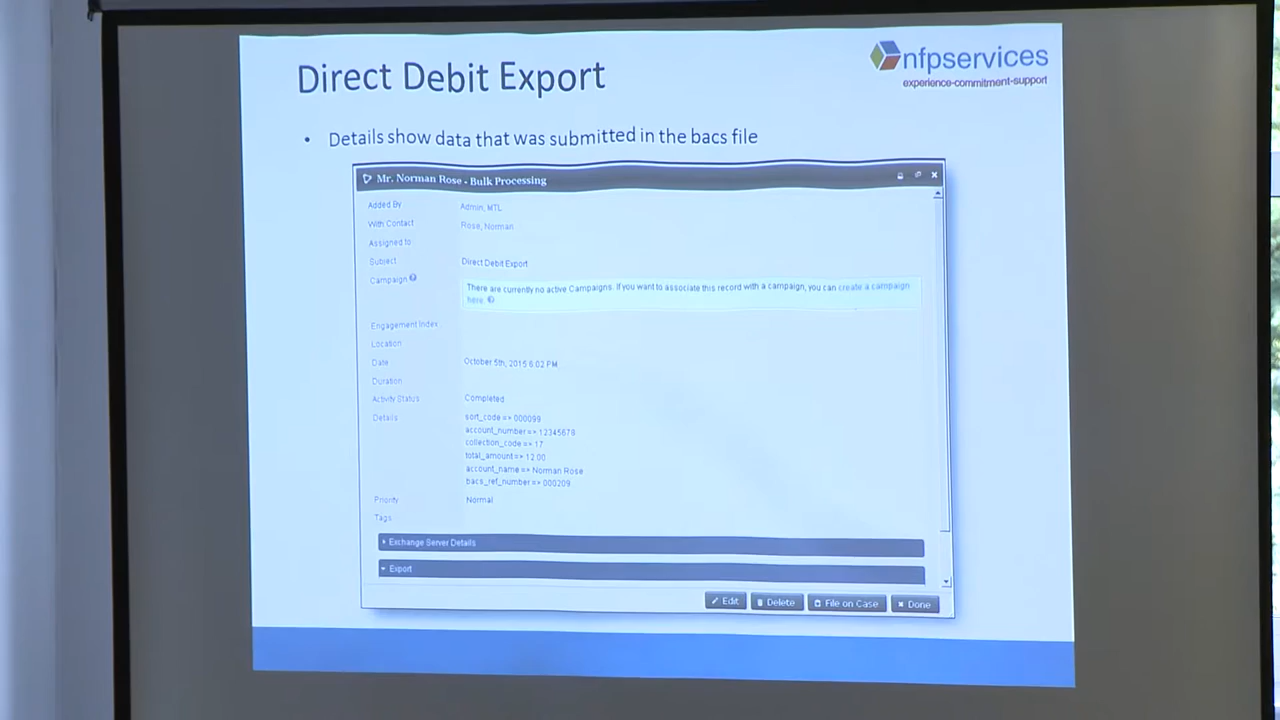 Direct Debit Export
nfpservices
experience-commitment-support
• Details show data that was submitted in the bacs file
Mr. Norman Rose - Bulk Processing
Added By Admin, MTL
With Contact Rose, Norman
Assigned to
Subject Direct Debit Export
Campaign
There are currently no active Campaigns. If you want to associate this record with a campaign, you can create a campaign
here.
Engagement Index
Location
Date October 5th, 2015 6:02 PM
Duration
Activity Status Completed
Details sort_code => 000099
account_number => 12345678
collection_code => 17
total_amount => 12.00
account_name => Norman Rose
bacs_ref_number => 000209
Priority Normal
Tags
Exchange Server Details
Export
Edit Delete File on Case Done